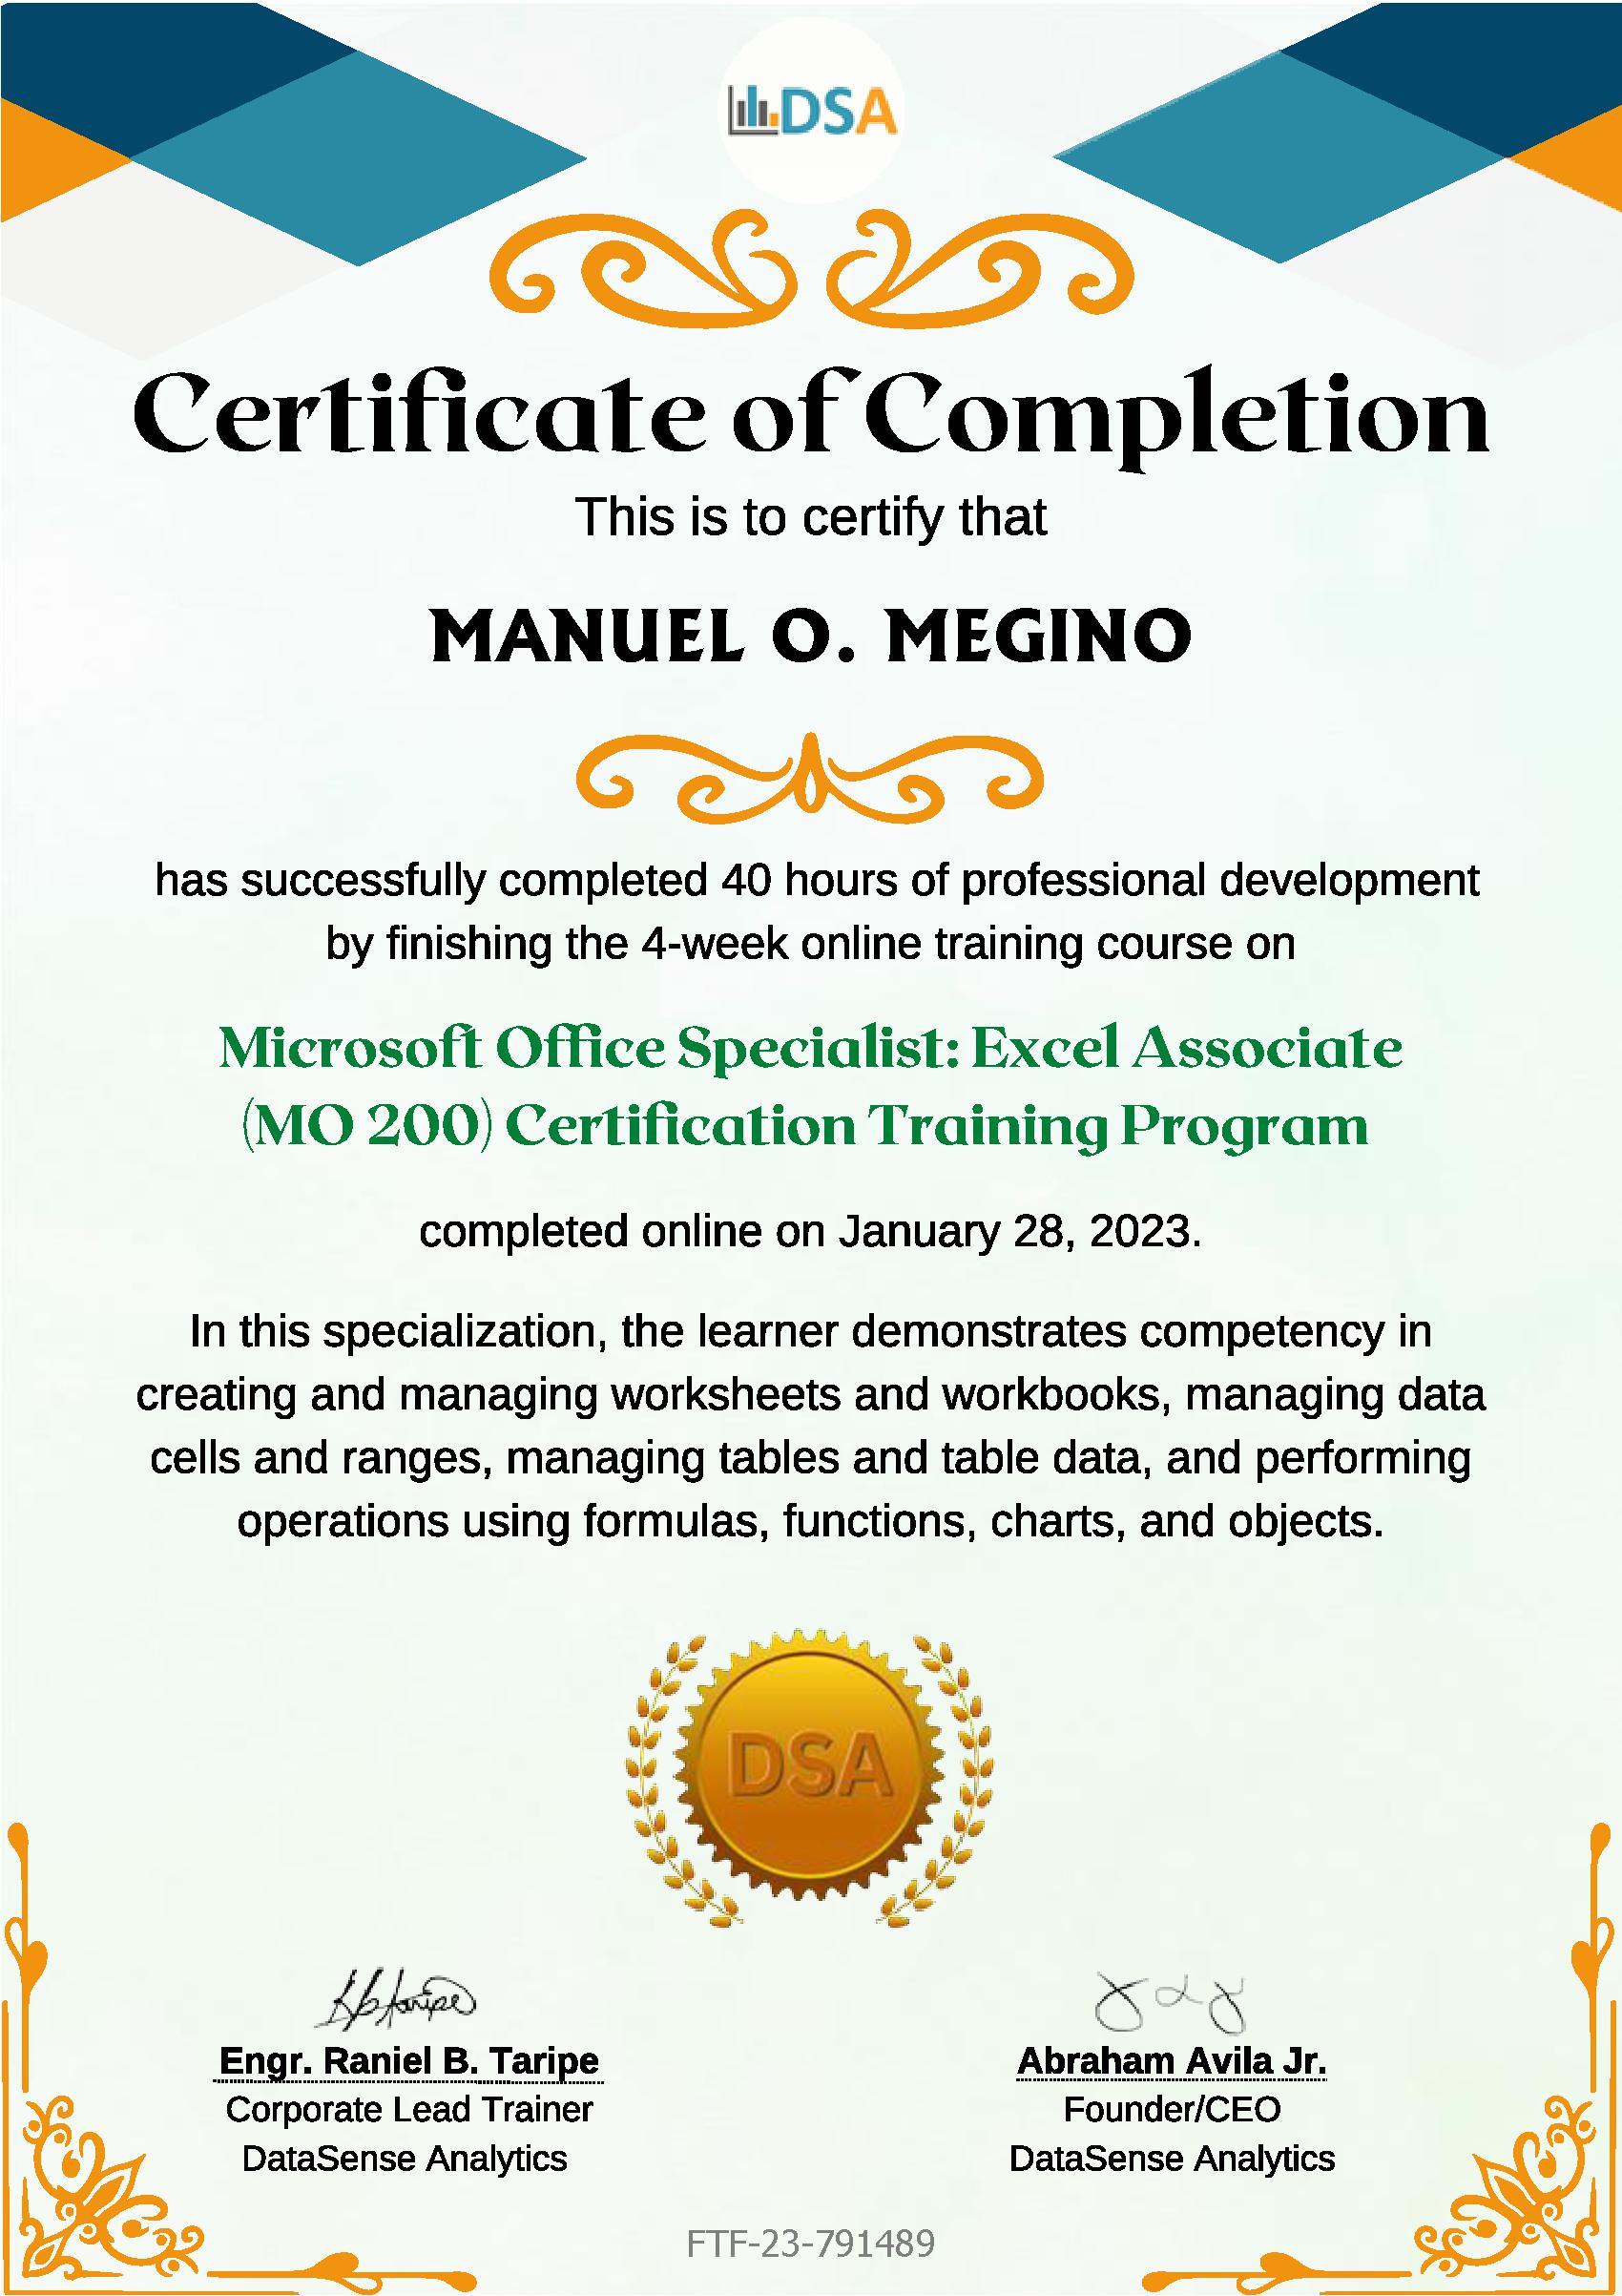 DSA
Certificate of Completion
This is to certify that
MANUEL O. MEGINO
has successfully completed 40 hours of professional development
by finishing the 4-week online training course on
Microsoft Office Specialist: Excel Associate
(MO 200) Certification Training Program
completed online on January 28, 2023.
In this specialization, the learner demonstrates competency in
creating and managing worksheets and workbooks, managing data
cells and ranges, managing tables and table data, and performing
operations using formulas, functions, charts, and objects.
DSA
Engr. Raniel B. Taripe
Corporate Lead Trainer
DataSense Analytics
Abraham Avila Jr.
Founder/CEO
DataSense Analytics
FTF-23-791489